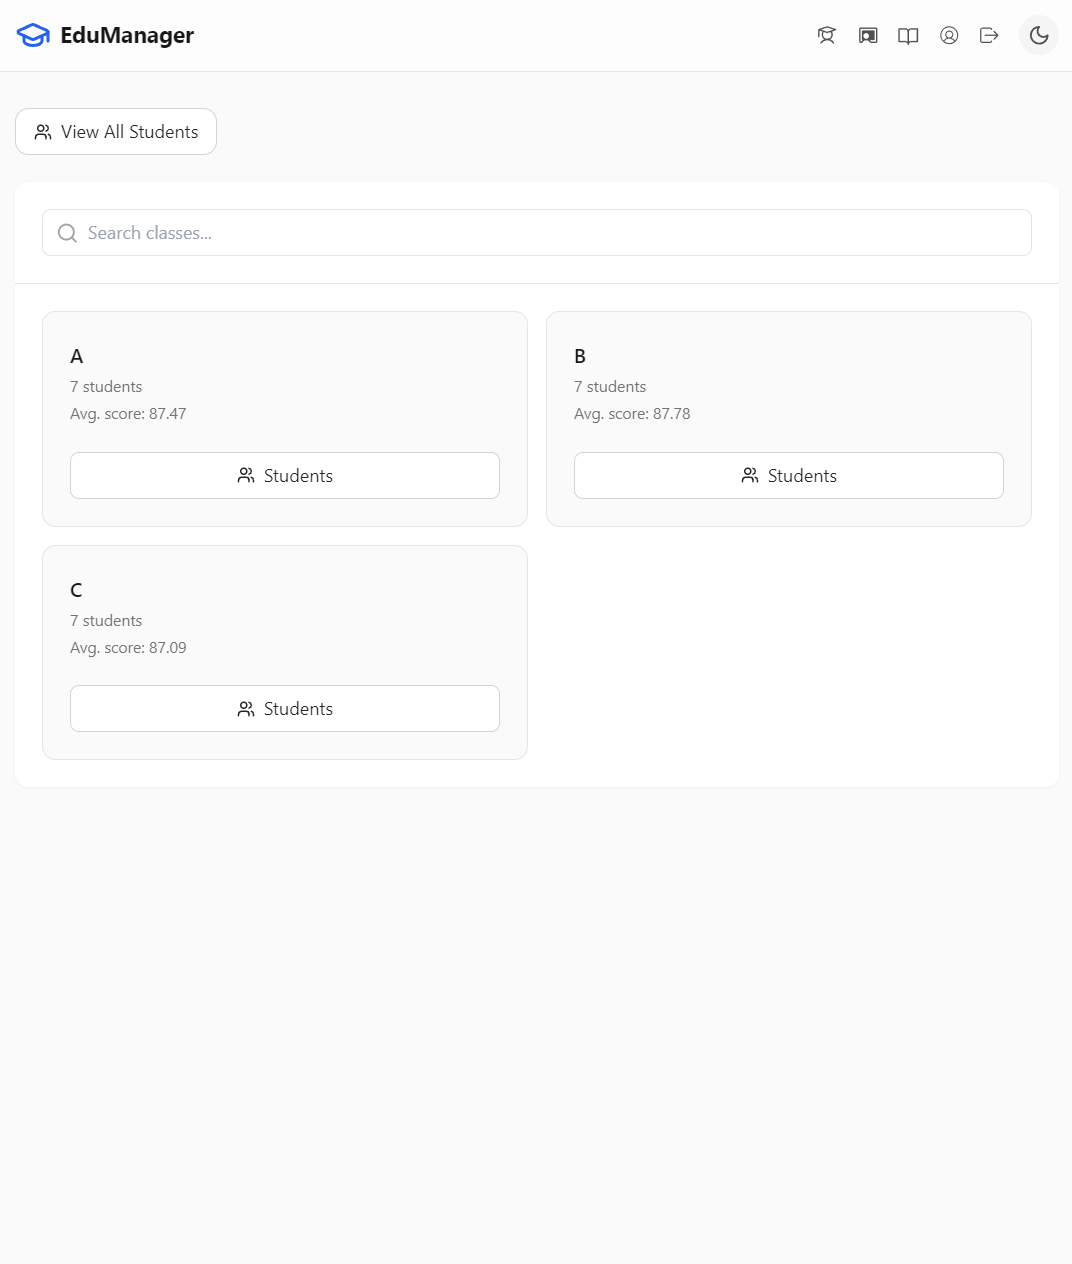 EduManager
View All Students
Search classes...
A
7 students
Avg. score: 87.47
Students
B
7 students
Avg. score: 87.78
Students
C
7 students
Avg. score: 87.09
Students